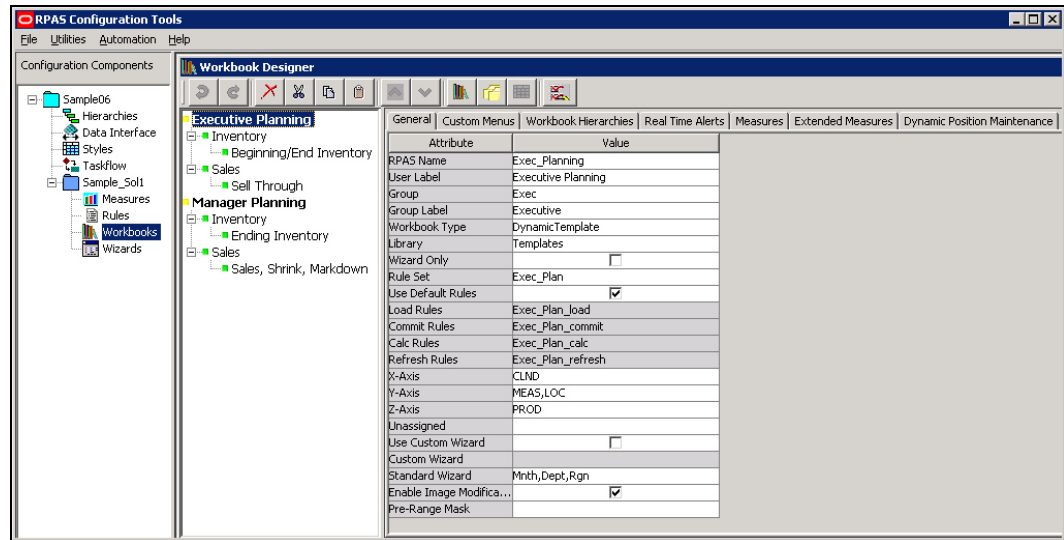 RPAS Configuration Tools
File Utilities Automation Help
Configuration Components
Sample06
Hierarchies
Data Interface
Styles
Taskflow
Sample_Sol1
Measures
Rules
Workbooks
Wizards
Workbook Designer
Executive Planning
Inventory
Beginning/End Inventory
Sales
Sell Through
Manager Planning
Inventory
Ending Inventory
Sales
Sales, Shrink, Markdown
General Custom Menus Workbook Hierarchies Real Time Alerts Measures Extended Measures Dynamic Position Maintenance
Attribute Value
RPAS Name Exec_Planning
User Label Executive Planning
Group Exec
Group Label Executive
Workbook Type DynamicTemplate
Library Templates
Wizard Only
Rule Set Exec_Plan
Use Default Rules
Load Rules Exec_Plan_load
Commit Rules Exec_Plan_commit
Calc Rules Exec_Plan_calc
Refresh Rules Exec_Plan_refresh
X-Axis CLND
Y-Axis MEAS,LOC
Z-Axis PROD
Unassigned
Use Custom Wizard
Custom Wizard
Standard Wizard Mnth,Dept,Rgn
Enable Image Modifica...
Pre-Range Mask